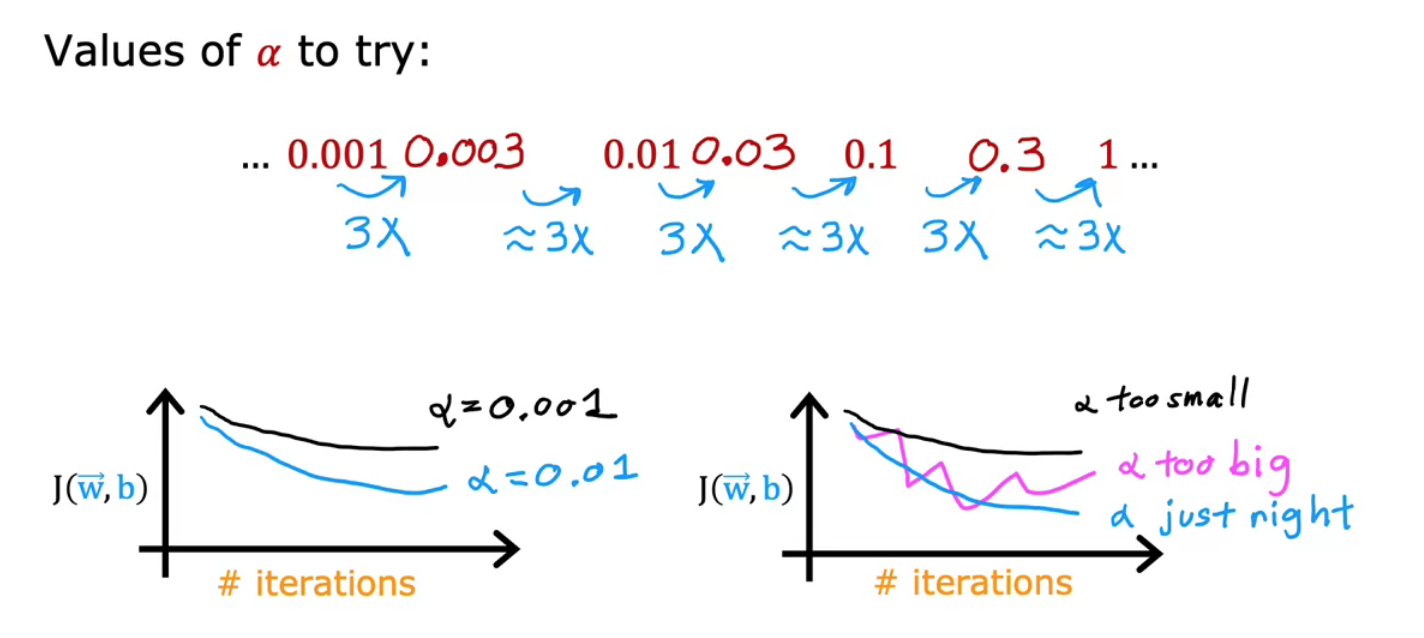 Values of α to try:
... 0.001 0.003 0.01 0.03 0.1 0.3 1 ...
3X ≈3X 3X ≈3X 3X ≈3X
α=0.001
α=0.01
J(w⃗, b)
# iterations
α too small
α too big
α just right
J(w⃗, b)
# iterations